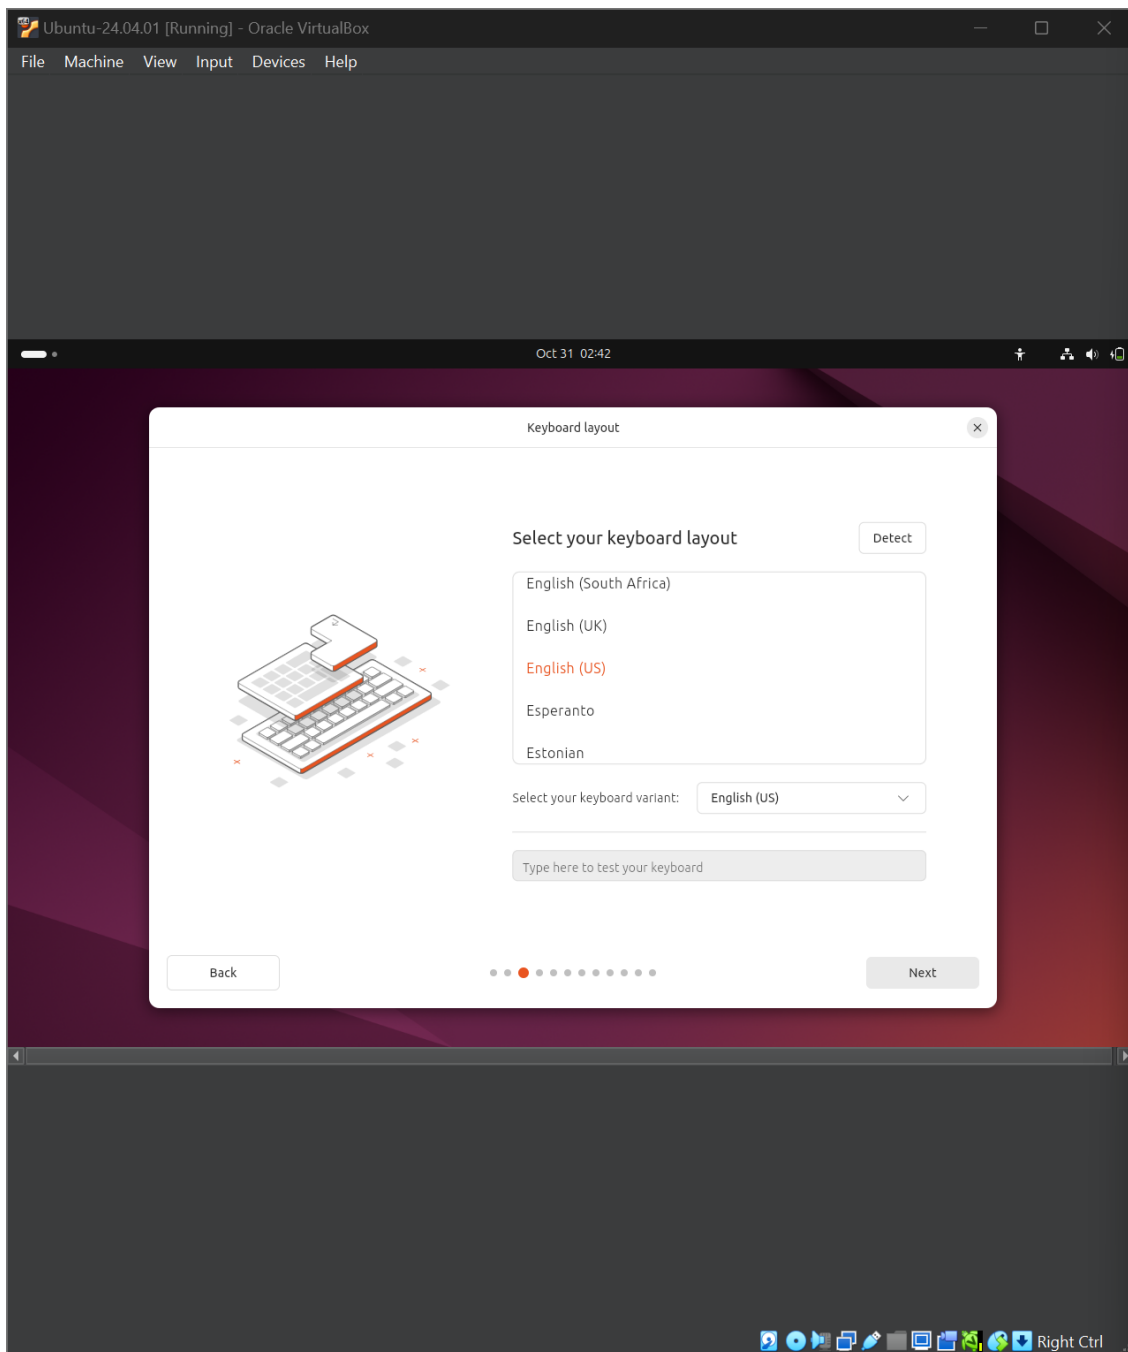 Ubuntu-24.04.01 [Running] - Oracle VirtualBox
File Machine View Input Devices Help
Oct 31 02:42
Keyboard layout
Select your keyboard layout
Detect
English (South Africa)
English (UK)
English (US)
Esperanto
Estonian
Select your keyboard variant: English (US)
Type here to test your keyboard
Back
Next
Right Ctrl